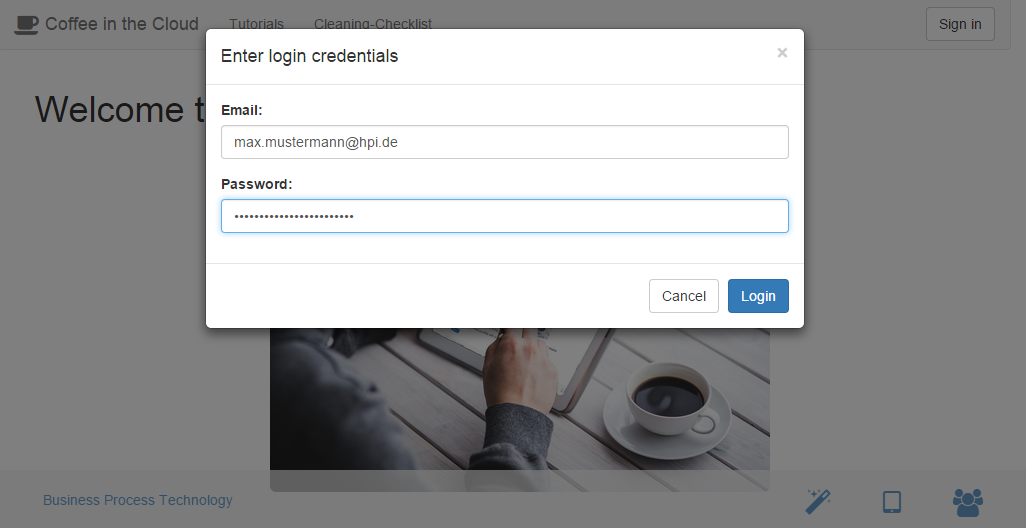 Coffee in the Cloud Tutorials Cleaning-Checklist Sign in
Enter login credentials ×
Welcome t
Email:
max.mustermann@hpi.de
Password:
••••••••••••••••••••••••
Cancel Login
Business Process Technology